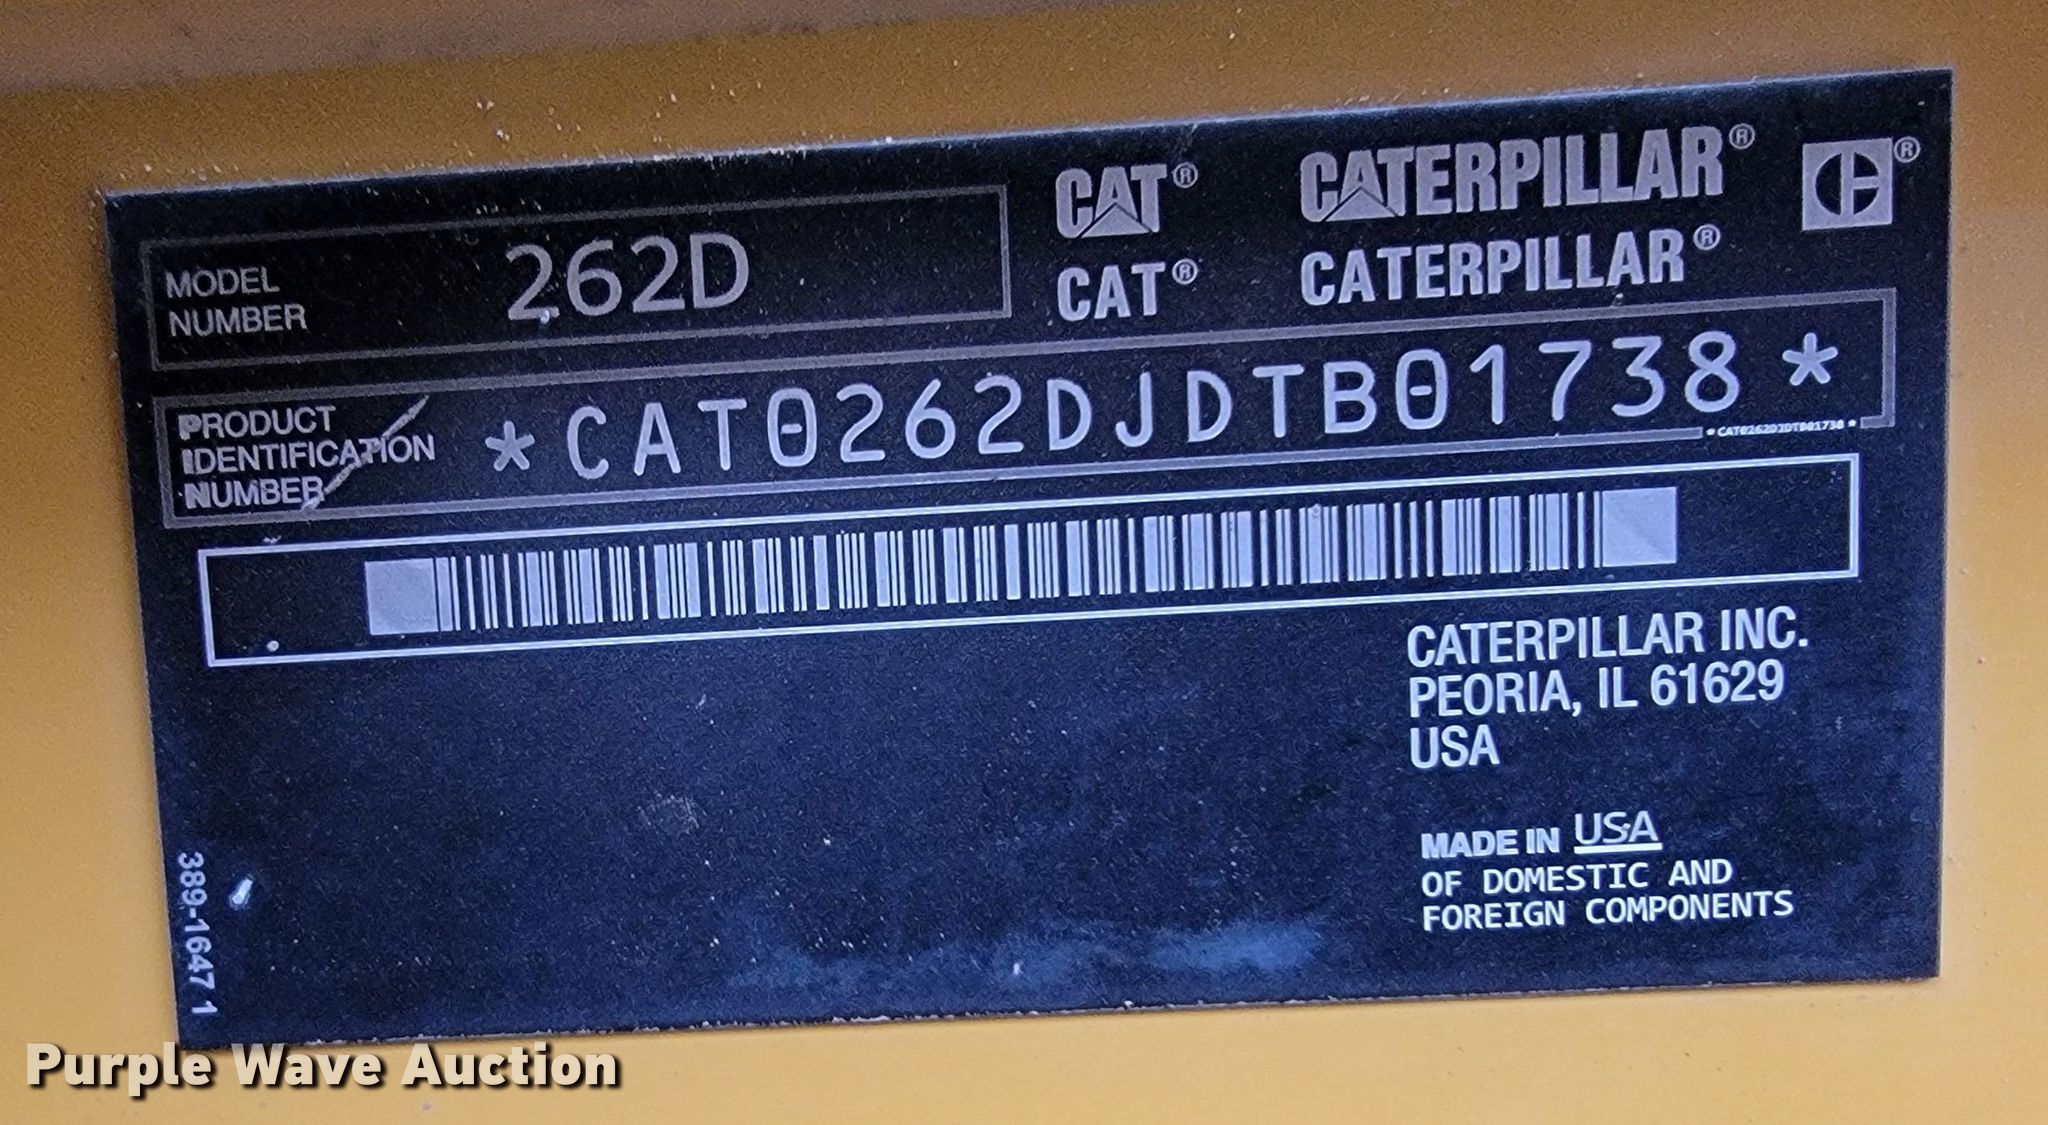 MODEL
NUMBER
262D
CAT® CATERPILLAR® ®
CAT® CATERPILLAR®
PRODUCT
IDENTIFICATION
NUMBER
*CAT0262DJDTB01738*
*CAT0262DJDTB01738*
CATERPILLAR INC.
PEORIA, IL 61629
USA
MADE IN USA
OF DOMESTIC AND
FOREIGN COMPONENTS
389-1647 1
Purple Wave Auction